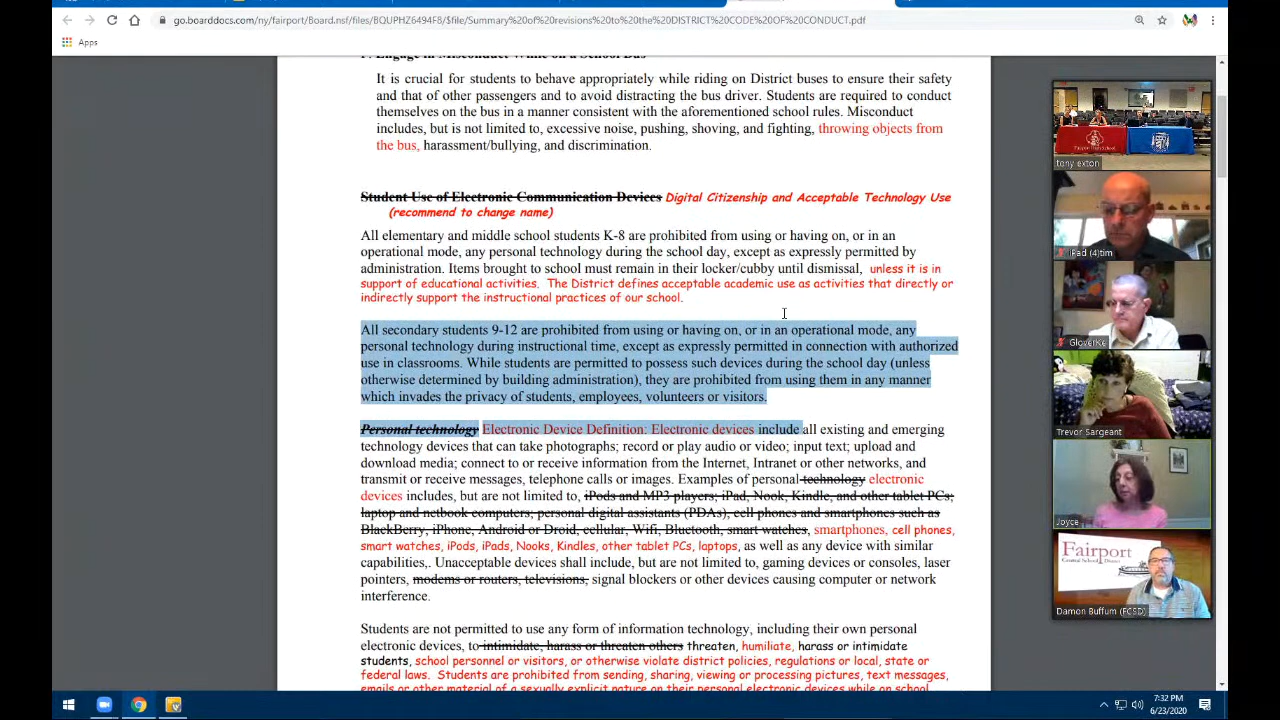 go.boarddocs.com/ny/fairport/Board.nsf/files/BQUPHZ6494F8/$file/Summary%20of%20revisions%20to%20the%20DISTRICT%20CODE%20OF%20CONDUCT.pdf
Apps
It is crucial for students to behave appropriately while riding on District buses to ensure their safety
and that of other passengers and to avoid distracting the bus driver. Students are required to conduct
themselves on the bus in a manner consistent with the aforementioned school rules. Misconduct
includes, but is not limited to, excessive noise, pushing, shoving, and fighting, throwing objects from
the bus, harassment/bullying, and discrimination.
Student Use of Electronic Communication Devices Digital Citizenship and Acceptable Technology Use
(recommend to change name)
All elementary and middle school students K-8 are prohibited from using or having on, or in an
operational mode, any personal technology during the school day, except as expressly permitted by
administration. Items brought to school must remain in their locker/cubby until dismissal, unless it is in
support of educational activities. The District defines acceptable academic use as activities that directly or
indirectly support the instructional practices of our school.
All secondary students 9-12 are prohibited from using or having on, or in an operational mode, any
personal technology during instructional time, except as expressly permitted in connection with authorized
use in classrooms. While students are permitted to possess such devices during the school day (unless
otherwise determined by building administration), they are prohibited from using them in any manner
which invades the privacy of students, employees, volunteers or visitors.
Personal technology Electronic Device Definition: Electronic devices include all existing and emerging
technology devices that can take photographs; record or play audio or video; input text; upload and
download media; connect to or receive information from the Internet, Intranet or other networks, and
transmit or receive messages, telephone calls or images. Examples of personal technology electronic
devices includes, but are not limited to, iPods and MP3 players; iPad, Nook, Kindle, and other tablet PCs;
laptop and netbook computers; personal digital assistants (PDAs), cell phones and smartphones such as
BlackBerry, iPhone, Android or Droid, cellular, Wifi, Bluetooth, smart watches, smartphones, cell phones,
smart watches, iPods, iPads, Nooks, Kindles, other tablet PCs, laptops, as well as any device with similar
capabilities,. Unacceptable devices shall include, but are not limited to, gaming devices or consoles, laser
pointers, modems or routers, televisions, signal blockers or other devices causing computer or network
interference.
Students are not permitted to use any form of information technology, including their own personal
electronic devices, to intimidate, harass or threaten others threaten, humiliate, harass or intimidate
students, school personnel or visitors, or otherwise violate district policies, regulations or local, state or
federal laws. Students are prohibited from sending, sharing, viewing or processing pictures, text messages,
emails or other material of a sexually explicit nature on their personal electronic devices while on school
tony exton
iPad (4)tim
GloverKe
Trevor Sargeant
Joyce
Fairport
Central School District
Damon Buffum (FCSD)
7:32 PM
6/23/2020